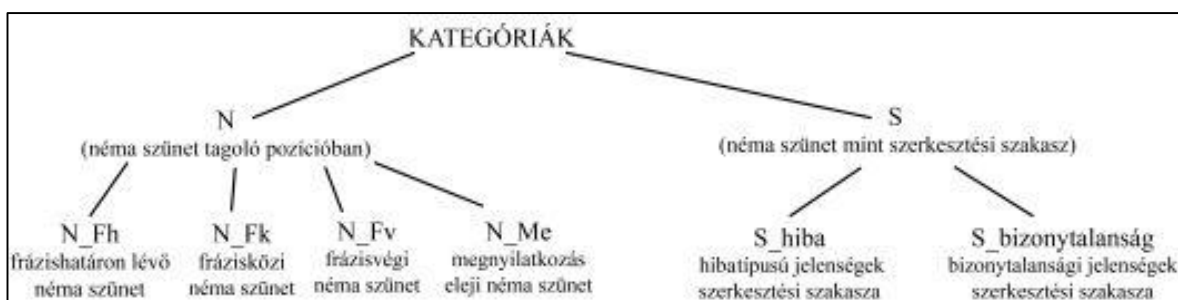 KATEGÓRIÁK
N
(néma szünet tagoló pozícióban)
S
(néma szünet mint szerkesztési szakasz)
N_Fh
frázishatáron lévő
néma szünet
N_Fk
frázisközi
néma szünet
N_Fv
frázisvégi
néma szünet
N_Me
megnyilatkozás
eleji néma szünet
S_hiba
hibatípusú jelenségek
szerkesztési szakasza
S_bizonytalanság
bizonytalansági jelenségek
szerkesztési szakasza